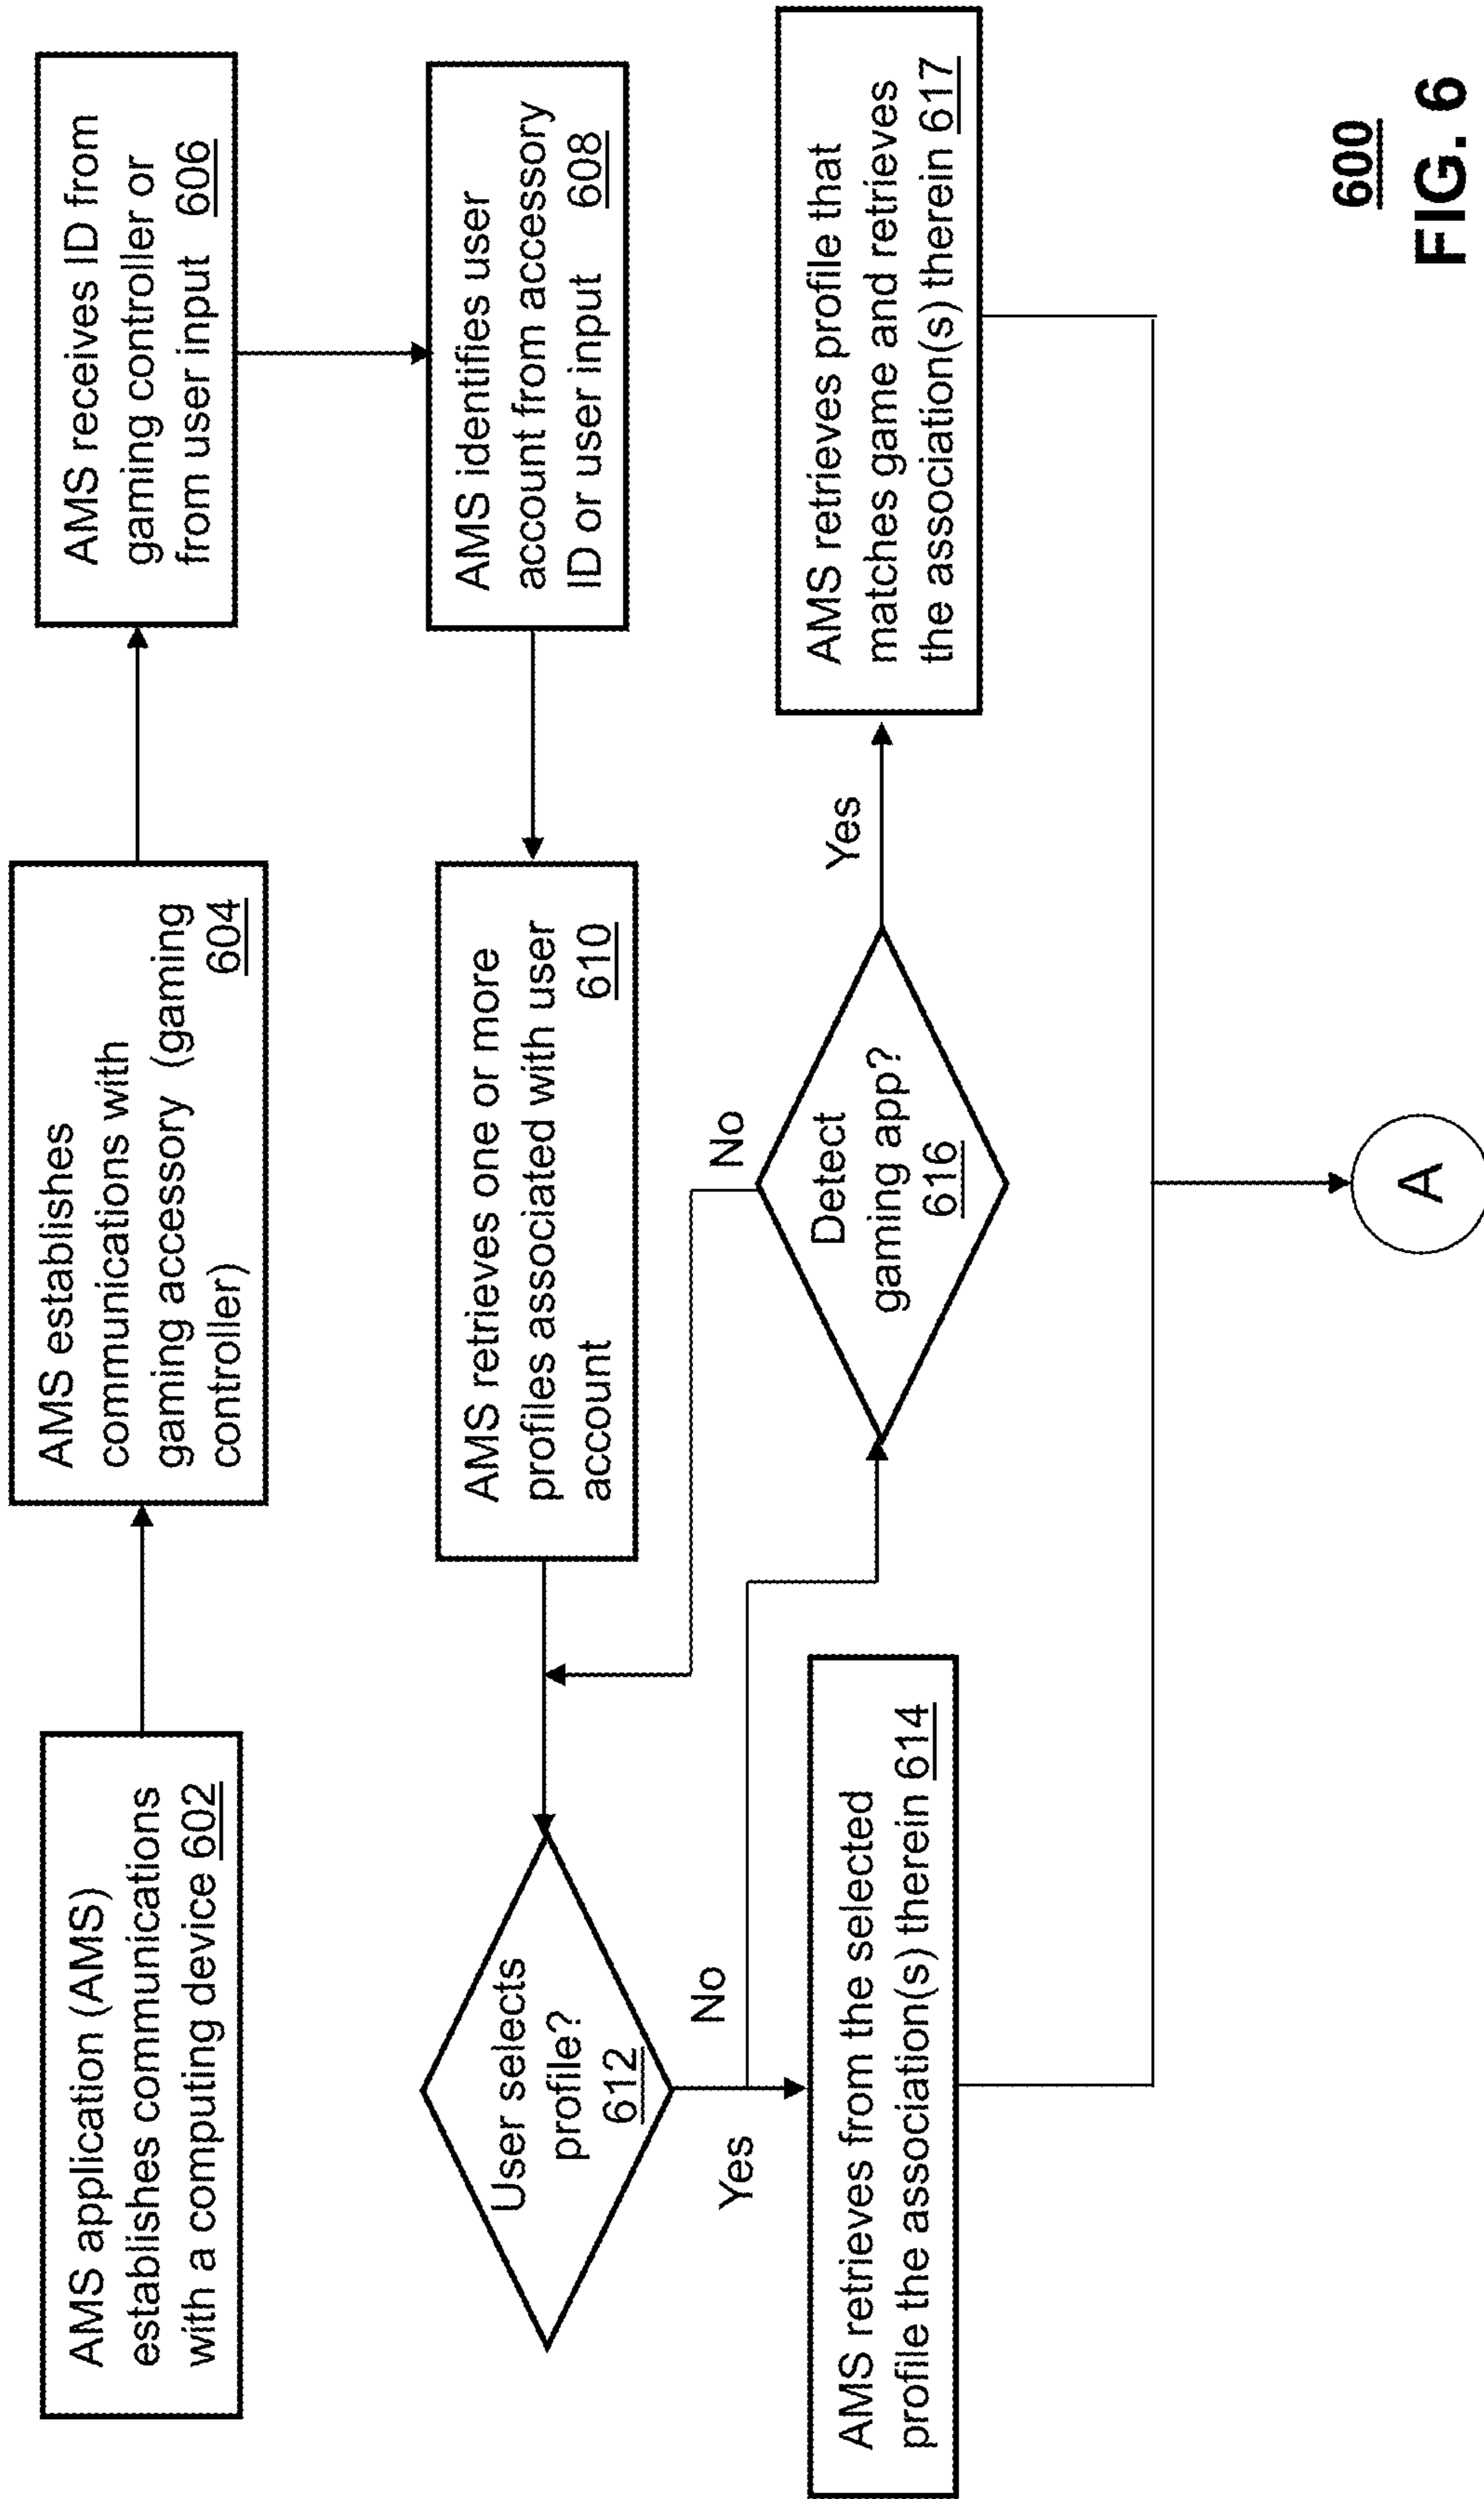 AMS application (AMS)
establishes communications
with a computing device 602
AMS establishes
communications with
gaming accessory (gaming
controller) 604
AMS receives ID from
gaming controller or
from user input 606
AMS identifies user
account from accessory
ID or user input 608
AMS retrieves one or more
profiles associated with user
account 610
User selects
profile?
612
No
Yes
AMS retrieves from the selected
profile the association(s) therein 614
Detect
gaming app?
616
No
Yes
AMS retrieves profile that
matches game and retrieves
the association(s) therein 617
A
600
FIG. 6